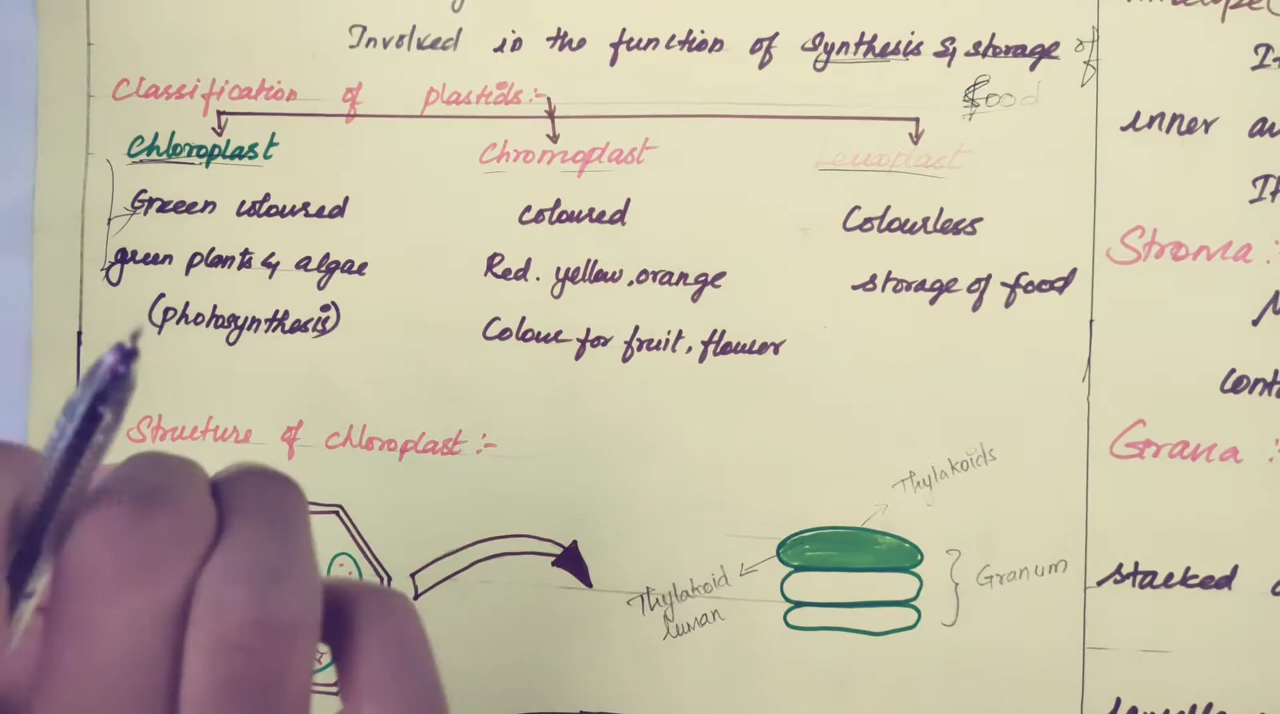 Involved in the function of synthesis & storage of
food
Classification of plastids:-
Chloroplast
Green coloured
green plants & algae
(photosynthesis)
Chromoplast
coloured
Red. yellow, orange
Colour for fruit, flower
Leucoplast
Colourless
storage of food
Structure of chloroplast :-
Thylakoids
Thylakoid
luman
Granum
inner
It
Stroma :
Grana :
stacked